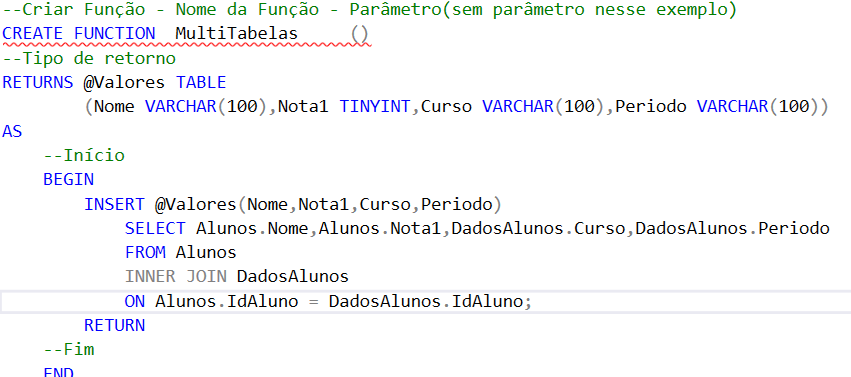 --Criar Função - Nome da Função - Parâmetro(sem parâmetro nesse exemplo)
CREATE FUNCTION  MultiTabelas     ()
--Tipo de retorno
RETURNS @Valores TABLE
        (Nome VARCHAR(100),Nota1 TINYINT,Curso VARCHAR(100),Periodo VARCHAR(100))
AS
    --Início
    BEGIN
        INSERT @Valores(Nome,Nota1,Curso,Periodo)
            SELECT Alunos.Nome,Alunos.Nota1,DadosAlunos.Curso,DadosAlunos.Periodo
            FROM Alunos
            INNER JOIN DadosAlunos
            ON Alunos.IdAluno = DadosAlunos.IdAluno;
        RETURN
    --Fim
    END